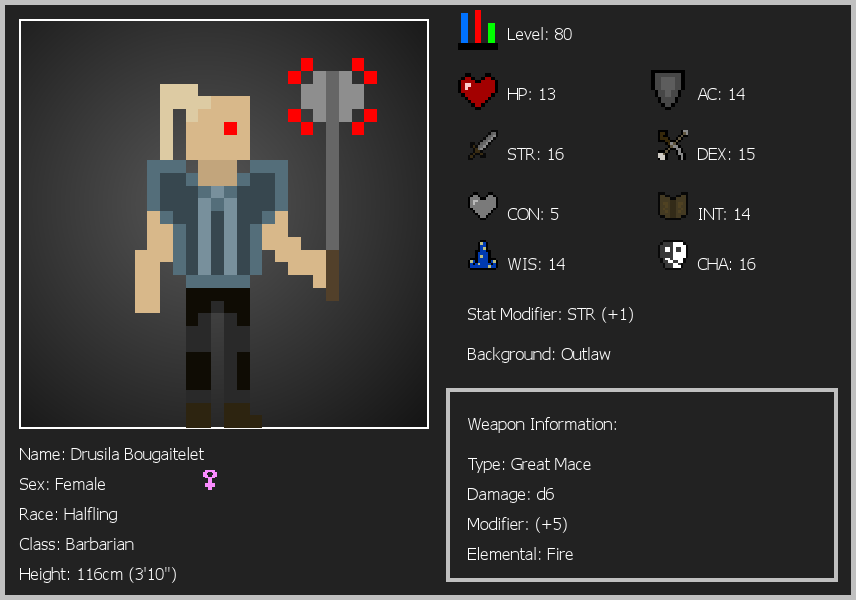 Level: 80
HP: 13
AC: 14
STR: 16
DEX: 15
CON: 5
INT: 14
WIS: 14
CHA: 16
Stat Modifier: STR (+1)
Background: Outlaw
Weapon Information:
Type: Great Mace
Damage: d6
Modifier: (+5)
Elemental: Fire
Name: Drusila Bougaitelet
Sex: Female
Race: Halfling
Class: Barbarian
Height: 116cm (3'10")